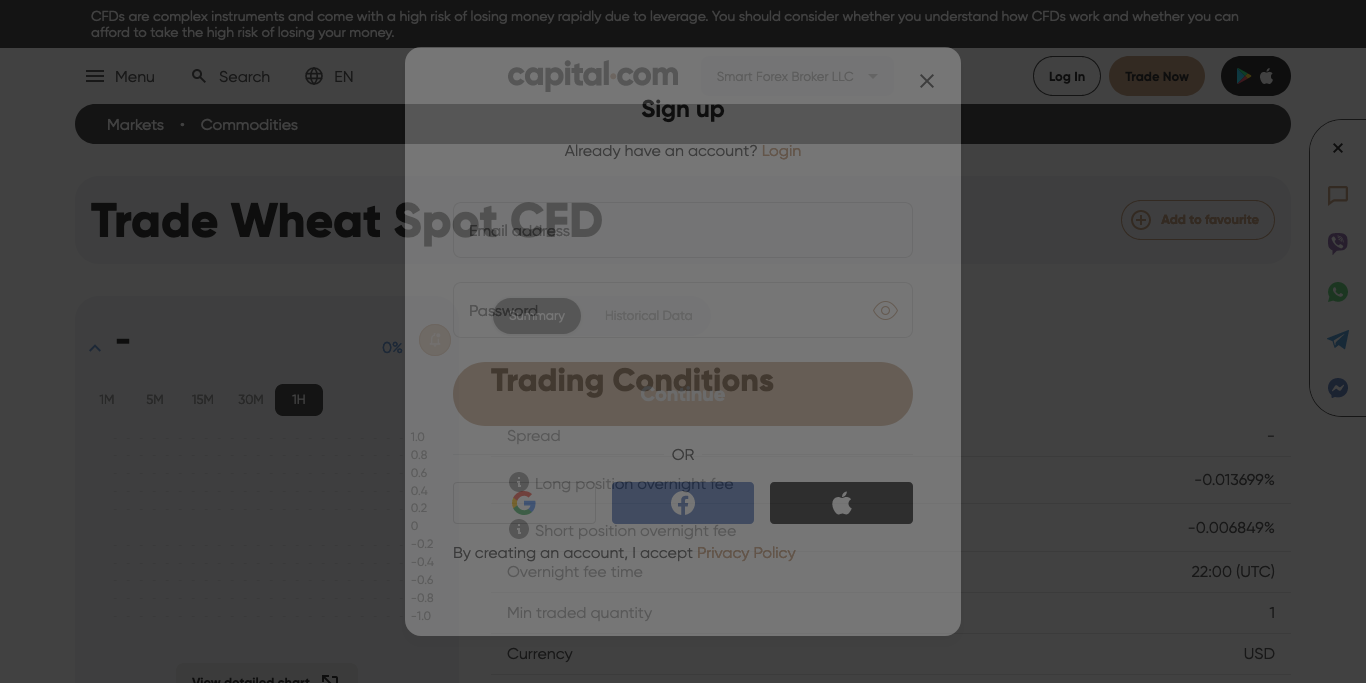 CFDs are complex instruments and come with a high risk of losing money rapidly due to leverage. You should consider whether you understand how CFDs work and whether you can
afford to take the high risk of losing your money.
Menu
Search
EN
capital.com
Smart Forex Broker LLC
Log In
Trade Now
Markets • Commodities
Sign up
Already have an account? Login
Trade Wheat Spot CFD
Add to favourite
Email address
Password
Summary
Historical Data
-
0%
C
1M 5M 15M 30M 1H
Trading Conditions
Continue
1.0
0.8
0.6
0.4
0.2
0
-0.2
-0.4
-0.6
-0.8
-1.0
Spread -
OR
Long position overnight fee -0.013699%
Short position overnight fee -0.006849%
By creating an account, I accept Privacy Policy
Overnight fee time 22:00 (UTC)
Min traded quantity 1
Currency USD
View detailed chart